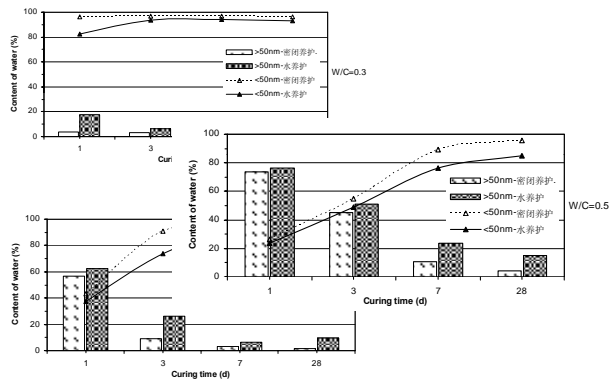 100
80
60
40
20
0
Content of water (%)
>50nm-密闭养护.
>50nm-水养护
<50nm-密闭养护
<50nm-水养护
W/C=0.3
1 3
Curi
100
80
60
40
20
0
Content of water (%)
>50nm-密闭养护.
>50nm-水养护
<50nm-密闭养护
<50nm-水养护
W/C=0.5
1 3 7 28
Curing time (d)
100
80
60
40
20
0
Content of water (%)
1 3 7 28
Curing time (d)